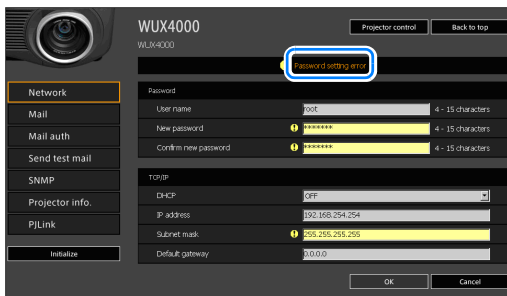 WUX4000
Projector control
Back to top
WUX4000
Password setting error
Network
Mail
Mail auth
Send test mail
SNMP
Projector info.
PJLink
Initialize
Password
User name root 4 - 15 characters
New password ******* 4 - 15 characters
Confirm new password ******* 4 - 15 characters
TCP/IP
DHCP OFF
IP address 192.168.254.254
Subnet mask 255.255.255.255
Default gateway 0.0.0.0
OK Cancel